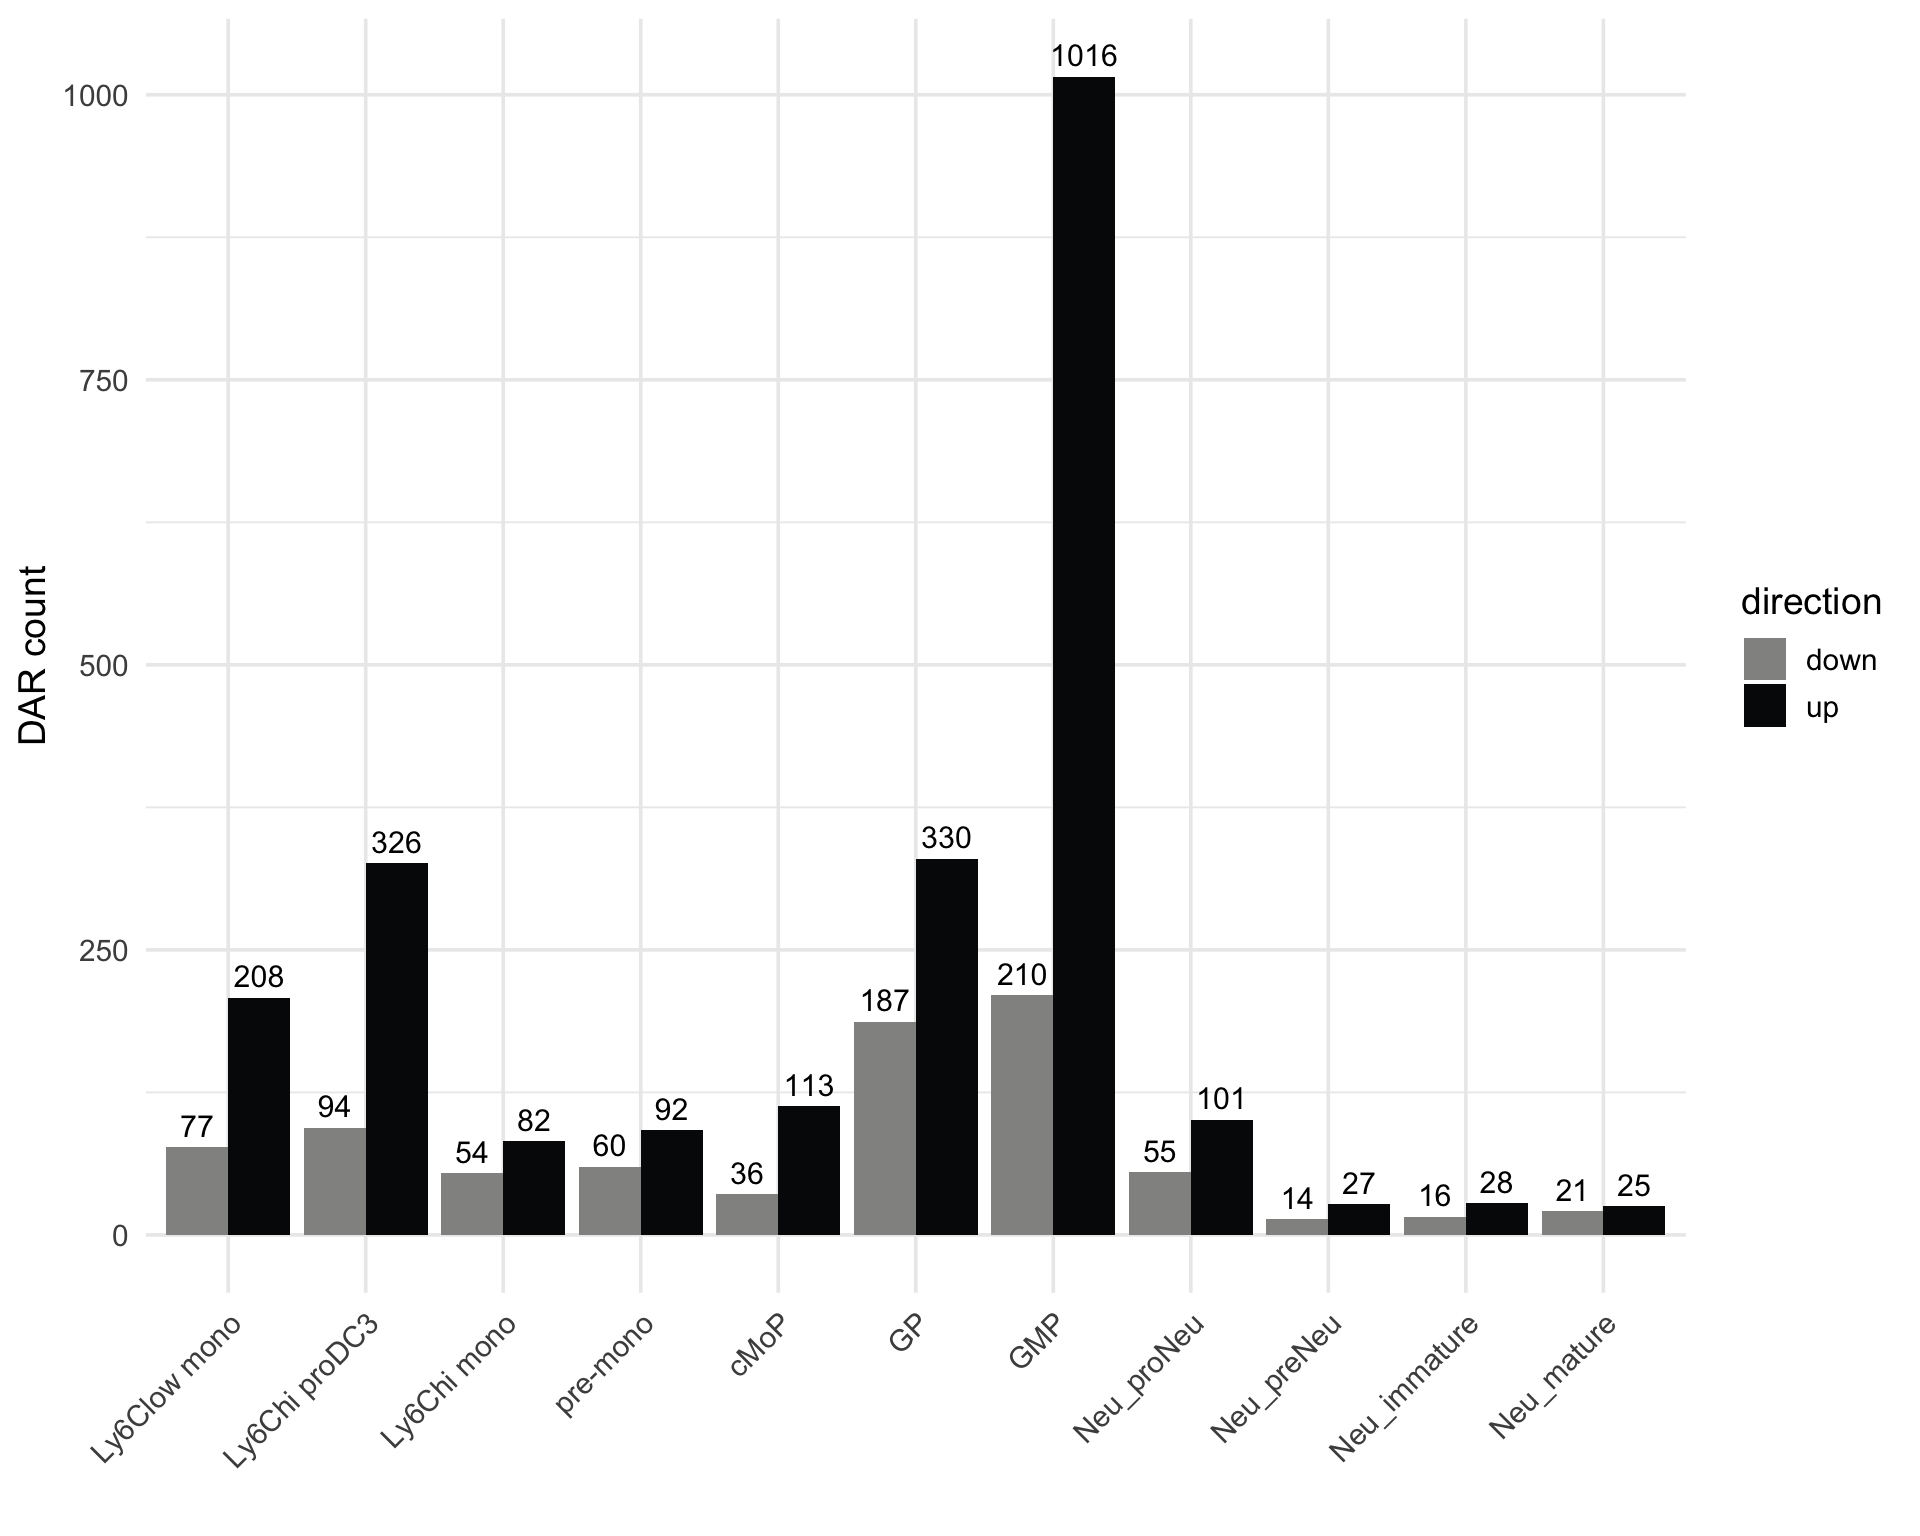 1016
1000
750
500
330
326
250
210
208
187
113
101
94
92
82
77
60
55
54
36
28
27
25
21
16
14
0
DAR count
Ly6Clow mono
Ly6Chi proDC3
Ly6Chi mono
pre-mono
cMoP
GP
GMP
Neu_proNeu
Neu_preNeu
Neu_immature
Neu_mature
direction
down
up